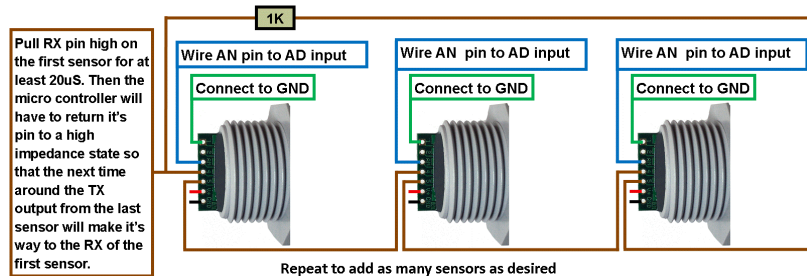 1K
Pull RX pin high on
the first sensor for at
least 20uS. Then the
micro controller will
have to return it's
pin to a high
impedance state so
that the next time
around the TX
output from the last
sensor will make it's
way to the RX of the
first sensor.
Wire AN pin to AD input
Connect to GND
Wire AN pin to AD input
Connect to GND
Wire AN pin to AD input
Connect to GND
Repeat to add as many sensors as desired